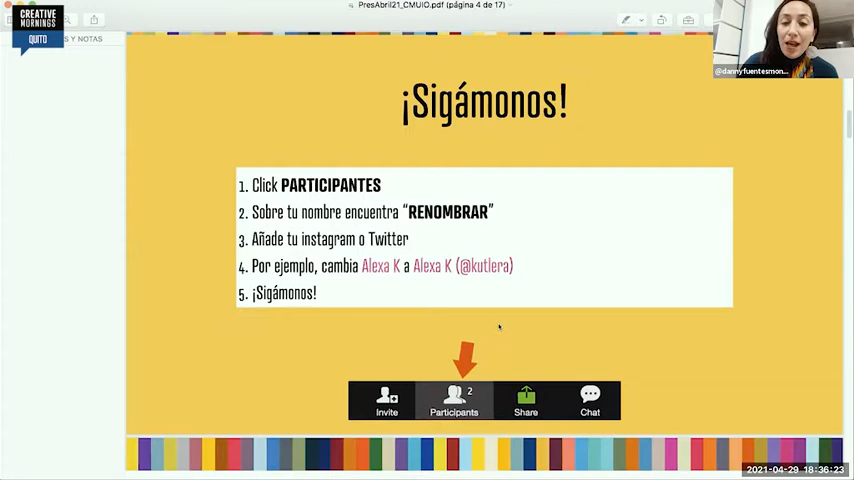 CREATIVE
MORNINGS
QUITO
PresAbril21_CMUIO.pdf (página 4 de 17)
S Y NOTAS
@dannyfuentesmon...
¡Sigámonos!
1. Click PARTICIPANTES
2. Sobre tu nombre encuentra “RENOMBRAR”
3. Añade tu instagram o Twitter
4. Por ejemplo, cambia Alexa K a Alexa K (@kutlera)
5. ¡Sigámonos!
2
Invite
Participants
Share
Chat
2021-04-29 18:36:23